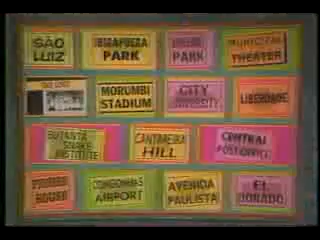 SÃO
LUIZ
IBIRAPUERA
PARK
PARK
MUNICIPAL
THEATER
MORUMBI
STADIUM
CITY
UNIVERSITY
LIBERDADE
BUTANTA
SNAKE
INSTITUTE
CANTAREIRA
HILL
CENTRAL
POST OFFICE
CONGONHAS
AIRPORT
AVENIDA
PAULISTA
EL
DORADO